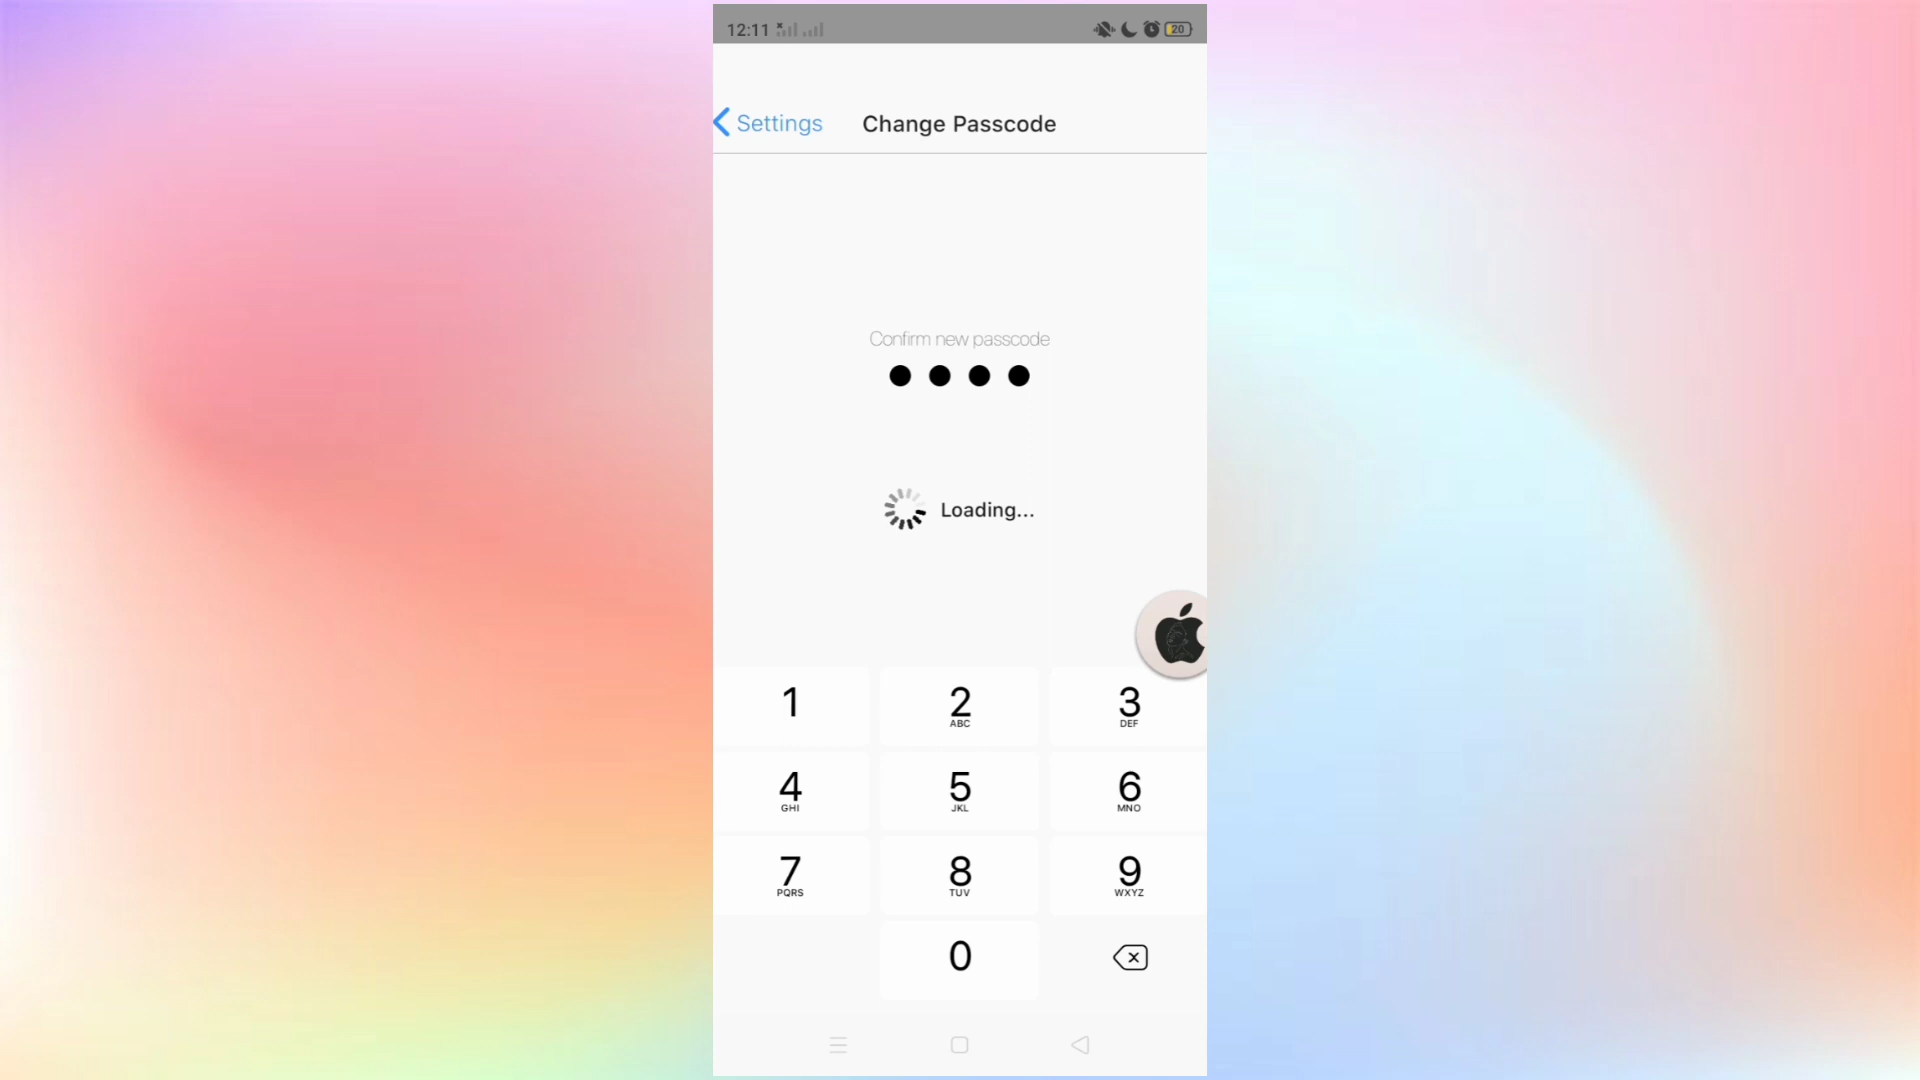 12:11
20
Settings
Change Passcode
Confirm new passcode
Loading...
1
2
ABC
3
DEF
4
GHI
5
JKL
6
MNO
7
PQRS
8
TUV
9
WXYZ
0